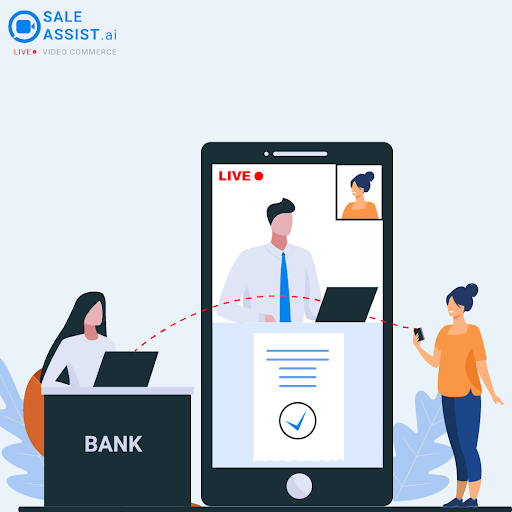 SALE
ASSIST.ai
LIVE● VIDEO COMMERCE
LIVE●
BANK